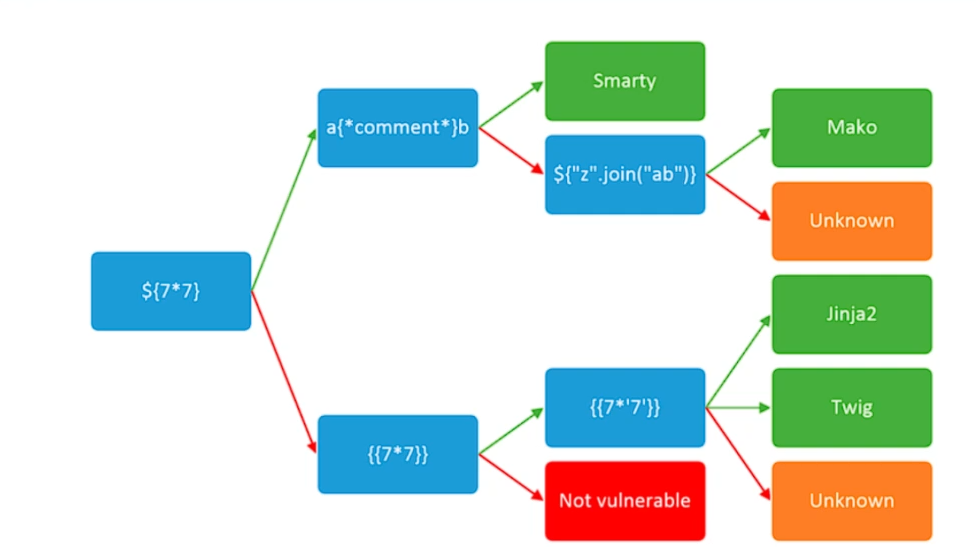 ${7*7}
a{*comment*}b
Smarty
${"z".join("ab")}
Mako
Unknown
{{7*7}}
{{7*'7'}}
Not vulnerable
Jinja2
Twig
Unknown